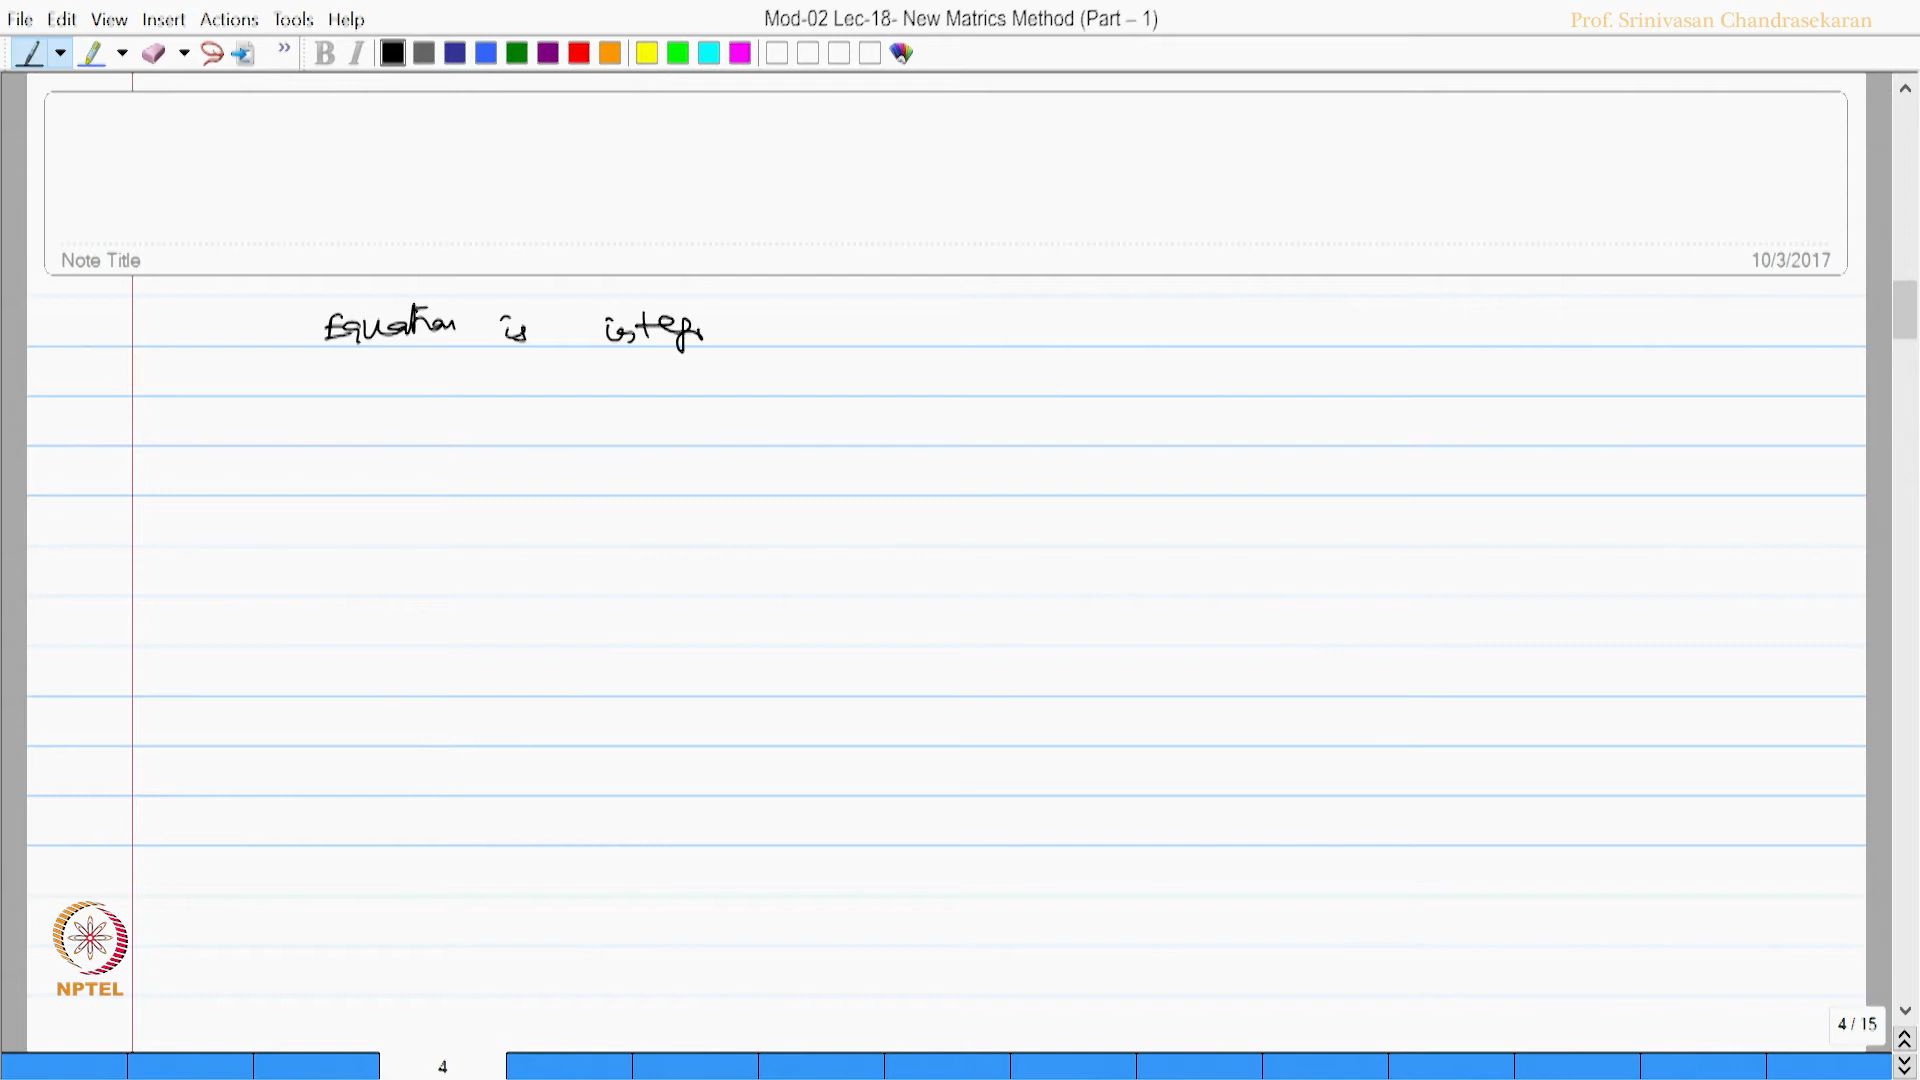 File Edit View Insert Actions Tools Help
Mod-02 Lec-18- New Matrics Method (Part – 1)
Prof. Srinivasan Chandrasekaran
B I
Note Title
10/3/2017
Equation is integr
NPTEL
4 / 15
4